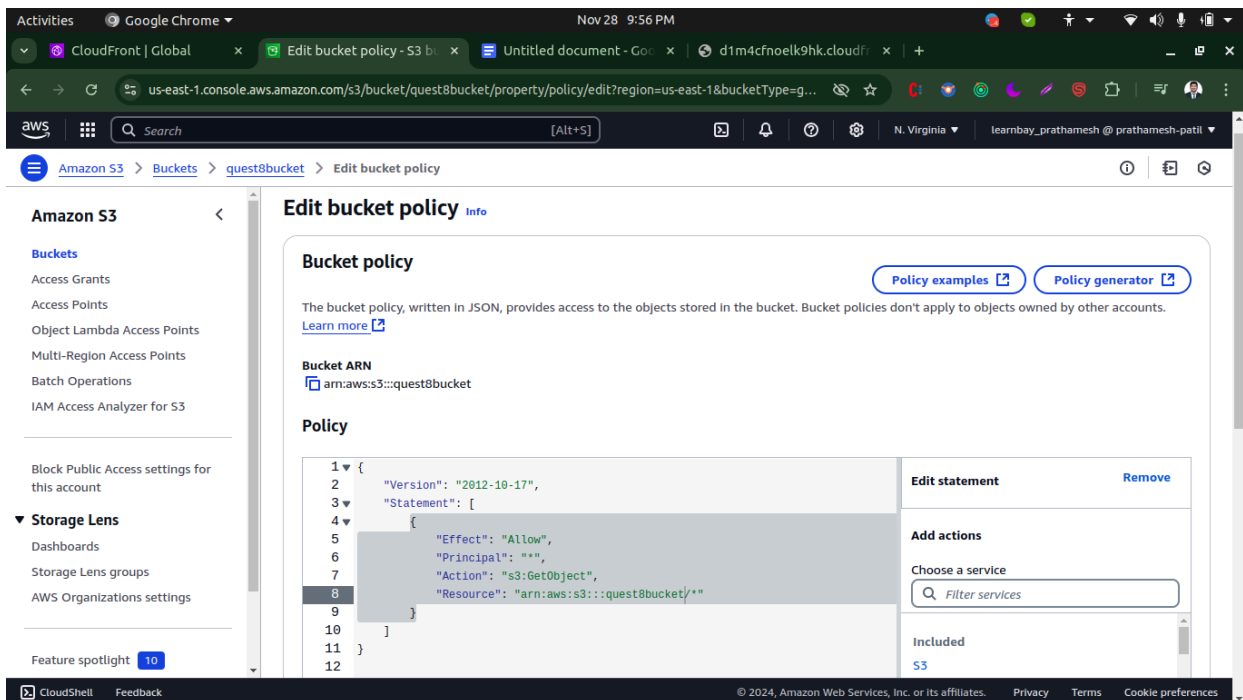 Activities Google Chrome Nov 28 9:56 PM
CloudFront | Global Edit bucket policy - S3 bu Untitled document - Goo d1m4cfnoelk9hk.cloudfr
us-east-1.console.aws.amazon.com/s3/bucket/quest8bucket/property/policy/edit?region=us-east-1&bucketType=g...
aws Search [Alt+S] N. Virginia learnbay_prathamesh @ prathamesh-patil
Amazon S3 > Buckets > quest8bucket > Edit bucket policy
Amazon S3
Buckets
Access Grants
Access Points
Object Lambda Access Points
Multi-Region Access Points
Batch Operations
IAM Access Analyzer for S3
Block Public Access settings for
this account
Storage Lens
Dashboards
Storage Lens groups
AWS Organizations settings
Feature spotlight 10
Edit bucket policy Info
Bucket policy
Policy examples Policy generator
The bucket policy, written in JSON, provides access to the objects stored in the bucket. Bucket policies don't apply to objects owned by other accounts.
Learn more
Bucket ARN
arn:aws:s3:::quest8bucket
Policy
1 {
2 "Version": "2012-10-17",
3 "Statement": [
4 {
5 "Effect": "Allow",
6 "Principal": "*",
7 "Action": "s3:GetObject",
8 "Resource": "arn:aws:s3:::quest8bucket/*"
9 }
10 ]
11 }
12
Edit statement Remove
Add actions
Choose a service
Filter services
Included
S3
CloudShell Feedback © 2024, Amazon Web Services, Inc. or its affiliates. Privacy Terms Cookie preferences